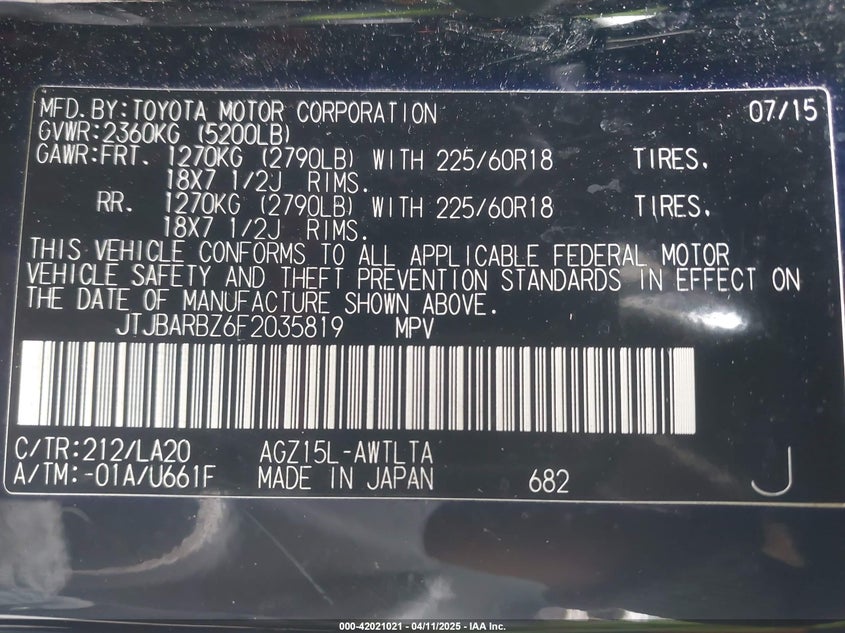 MFD. BY: TOYOTA MOTOR CORPORATION 07/15
GVWR:2360KG (5200LB)
GAWR:FRT. 1270KG (2790LB) WITH 225/60R18 TIRES.
18X7 1/2J RIMS.
RR. 1270KG (2790LB) WITH 225/60R18 TIRES.
18X7 1/2J RIMS.
THIS VEHICLE CONFORMS TO ALL APPLICABLE FEDERAL MOTOR
VEHICLE SAFETY AND THEFT PREVENTION STANDARDS IN EFFECT ON
THE DATE OF MANUFACTURE SHOWN ABOVE.
JTJBARBZ6F2035819 MPV
C/TR:212/LA20 AGZ15L-AWTLTA
A/TM:-01A/U661F MADE IN JAPAN 682 J
000-42021021 - 04/11/2025 - IAA Inc.